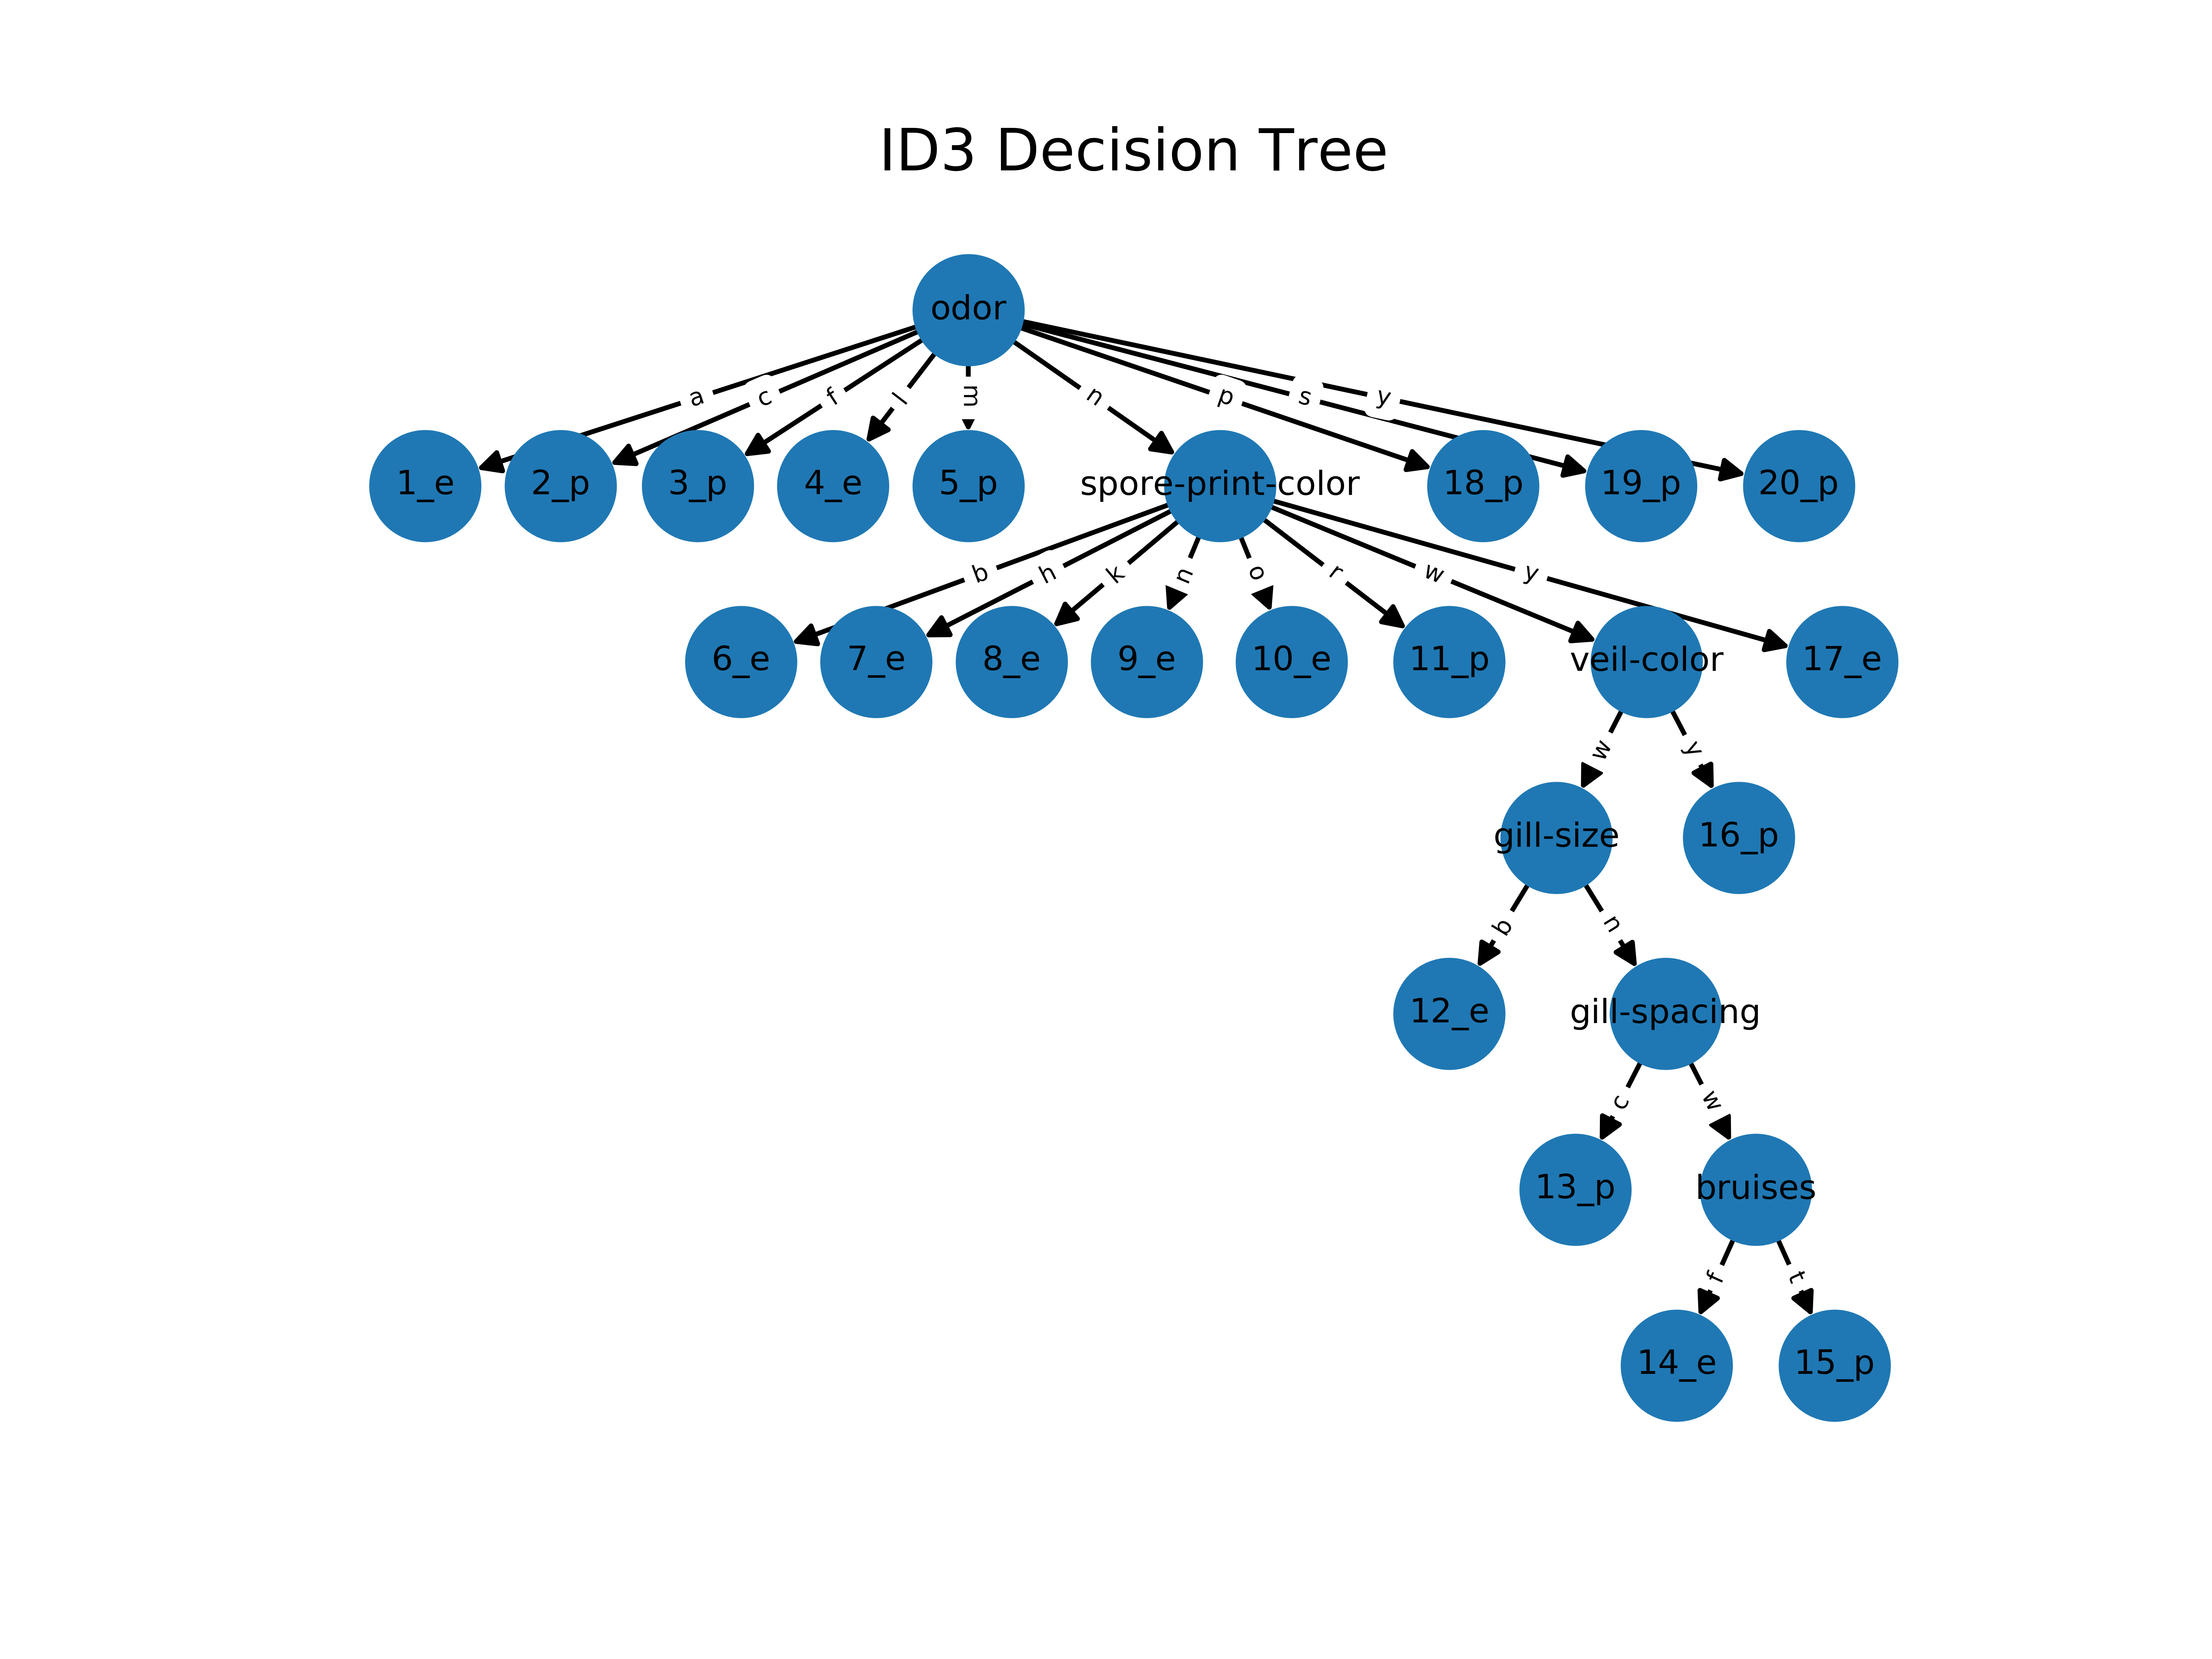 ID3 Decision Tree
odor
a c f l m n p s y
1_e 2_p 3_p 4_e 5_p spore-print-color 18_p 19_p 20_p
b h k n o r w y
6_e 7_e 8_e 9_e 10_e 11_p veil-color 17_e
w y
gill-size 16_p
b n
12_e gill-spacing
c w
13_p bruises
f t
14_e 15_p